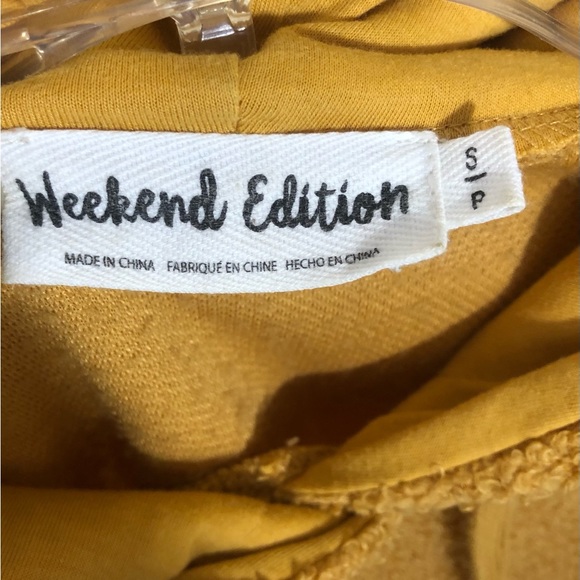 Weekend Edition
MADE IN CHINA FABRIQUÉ EN CHINE HECHO EN CHINA
S
P